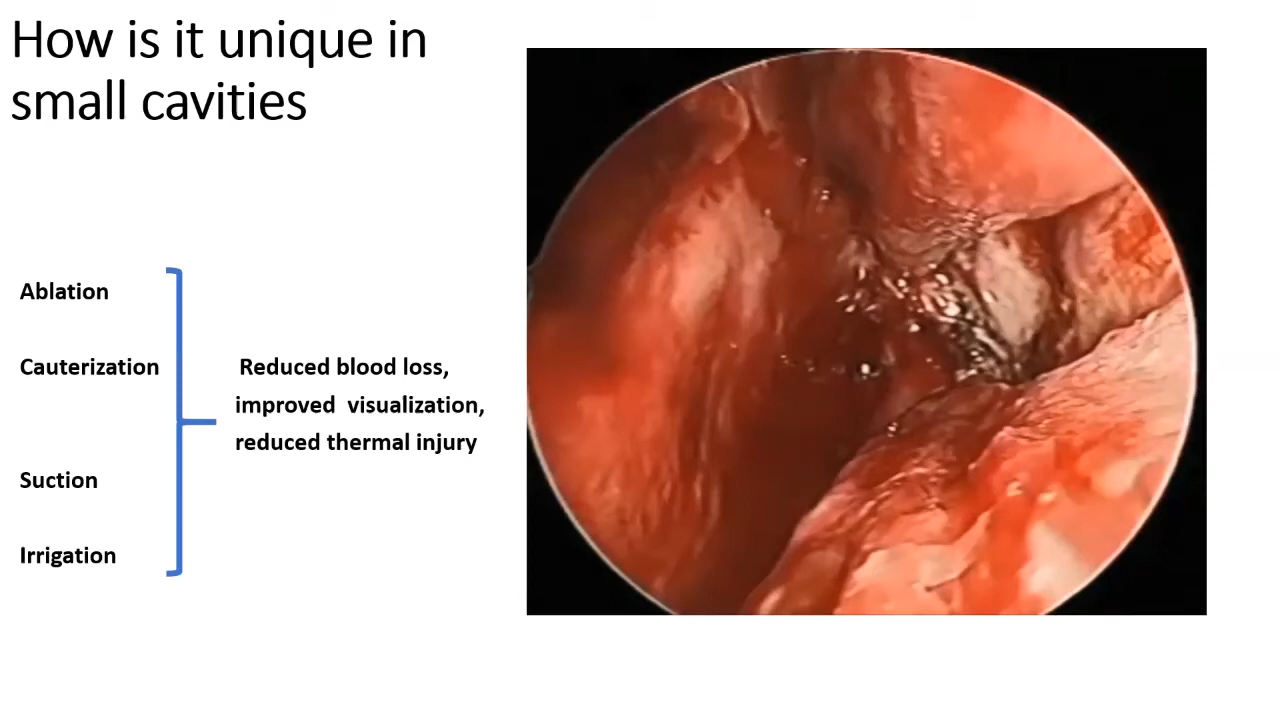 How is it unique in
small cavities
Ablation
Cauterization
Suction
Irrigation
Reduced blood loss,
improved visualization,
reduced thermal injury